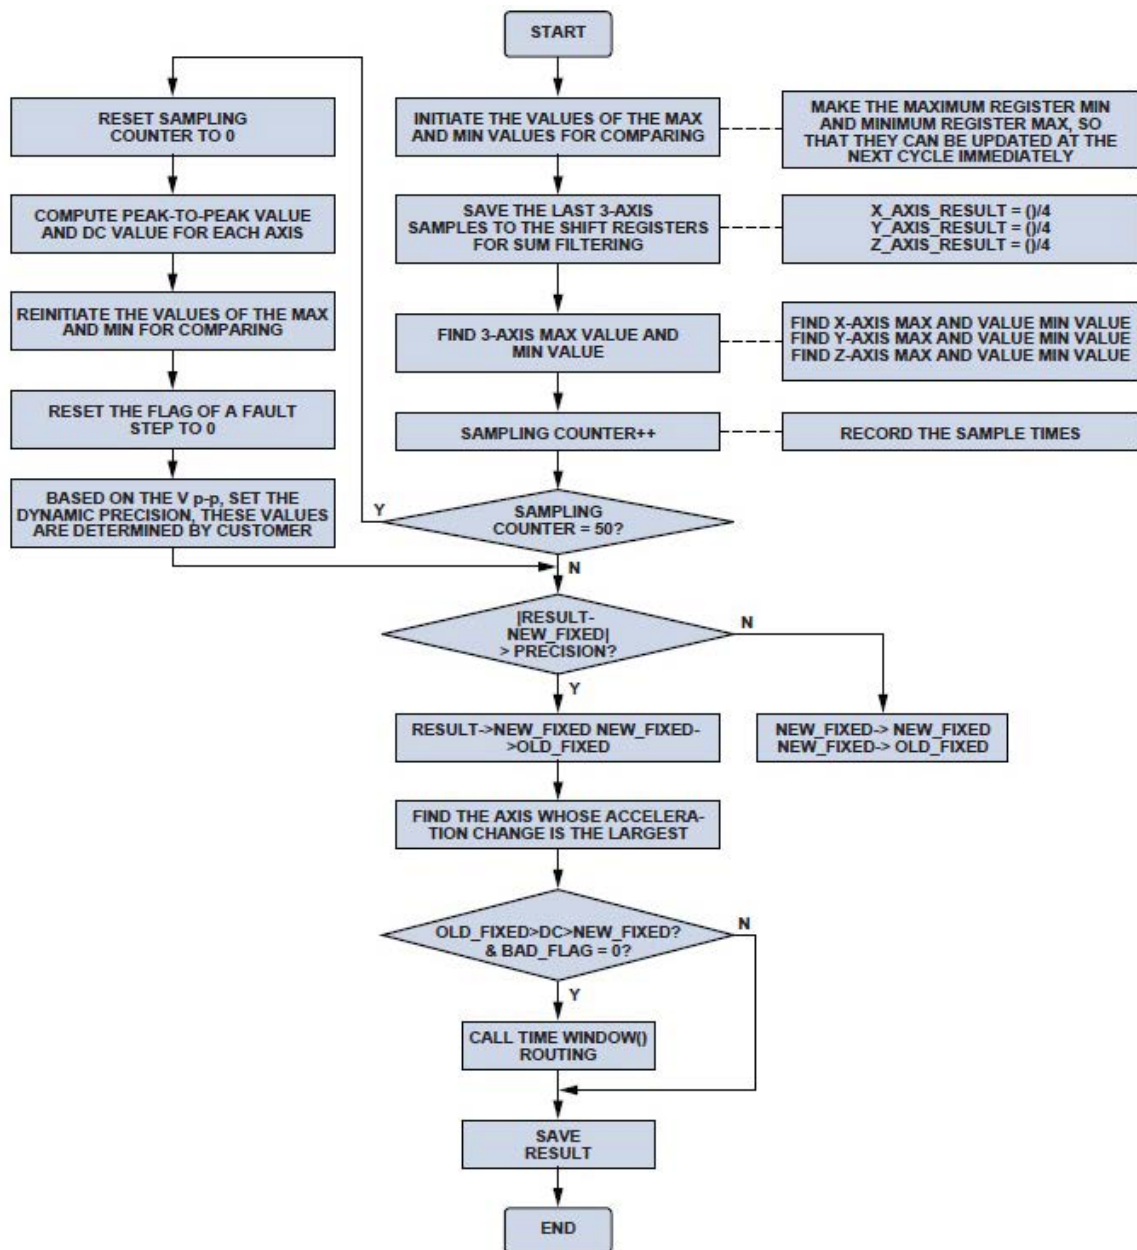 START
RESET SAMPLING
COUNTER TO 0
INITIATE THE VALUES OF THE MAX
AND MIN VALUES FOR COMPARING
MAKE THE MAXIMUM REGISTER MIN
AND MINIMUM REGISTER MAX, SO
THAT THEY CAN BE UPDATED AT THE
NEXT CYCLE IMMEDIATELY
COMPUTE PEAK-TO-PEAK VALUE
AND DC VALUE FOR EACH AXIS
SAVE THE LAST 3-AXIS
SAMPLES TO THE SHIFT REGISTERS
FOR SUM FILTERING
X_AXIS_RESULT = ()/4
Y_AXIS_RESULT = ()/4
Z_AXIS_RESULT = ()/4
REINITIATE THE VALUES OF THE MAX
AND MIN FOR COMPARING
FIND 3-AXIS MAX VALUE AND
MIN VALUE
FIND X-AXIS MAX AND VALUE MIN VALUE
FIND Y-AXIS MAX AND VALUE MIN VALUE
FIND Z-AXIS MAX AND VALUE MIN VALUE
RESET THE FLAG OF A FAULT
STEP TO 0
SAMPLING COUNTER++
RECORD THE SAMPLE TIMES
BASED ON THE V p-p, SET THE
DYNAMIC PRECISION, THESE VALUES
ARE DETERMINED BY CUSTOMER
Y
SAMPLING
COUNTER = 50?
N
|RESULT-
NEW_FIXED|
> PRECISION?
N
Y
RESULT->NEW_FIXED NEW_FIXED-
>OLD_FIXED
NEW_FIXED-> NEW_FIXED
NEW_FIXED-> OLD_FIXED
FIND THE AXIS WHOSE ACCELERA-
TION CHANGE IS THE LARGEST
OLD_FIXED>DC>NEW_FIXED?
& BAD_FLAG = 0?
N
Y
CALL TIME WINDOW()
ROUTING
SAVE
RESULT
END